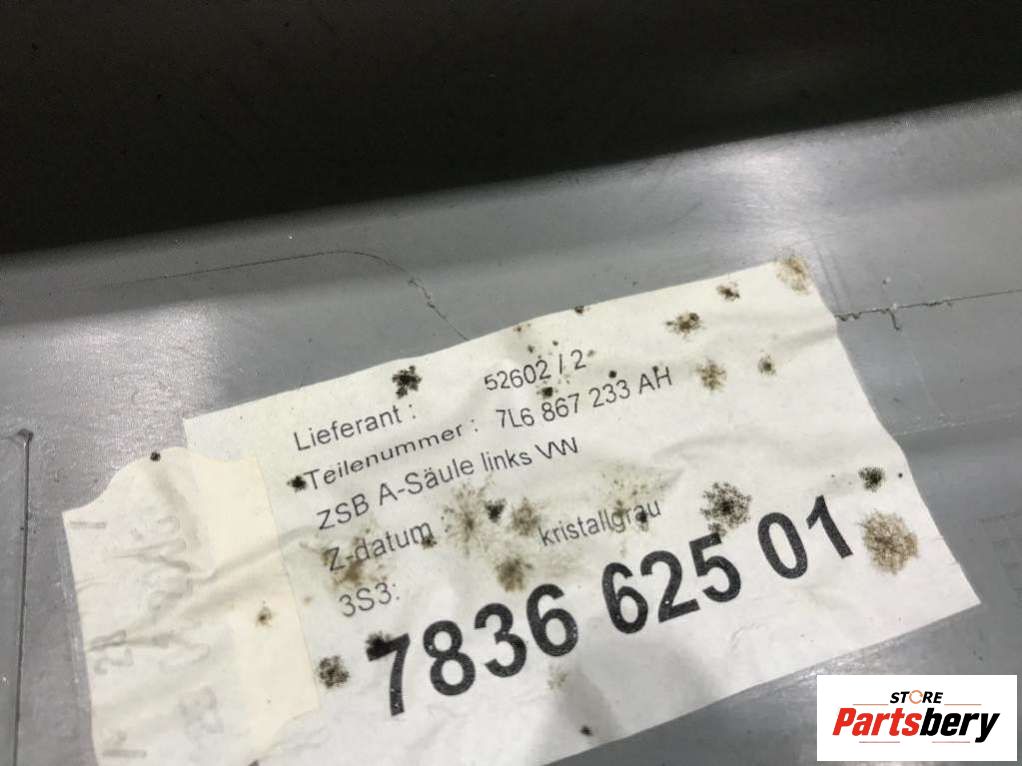 Lieferant : 52602 / 2
Teilenummer : 7L6 867 233 AH
ZSB A-Säule links VW
Z-datum :
3S3: kristallgrau
7836 625 01
STORE
Partsbery